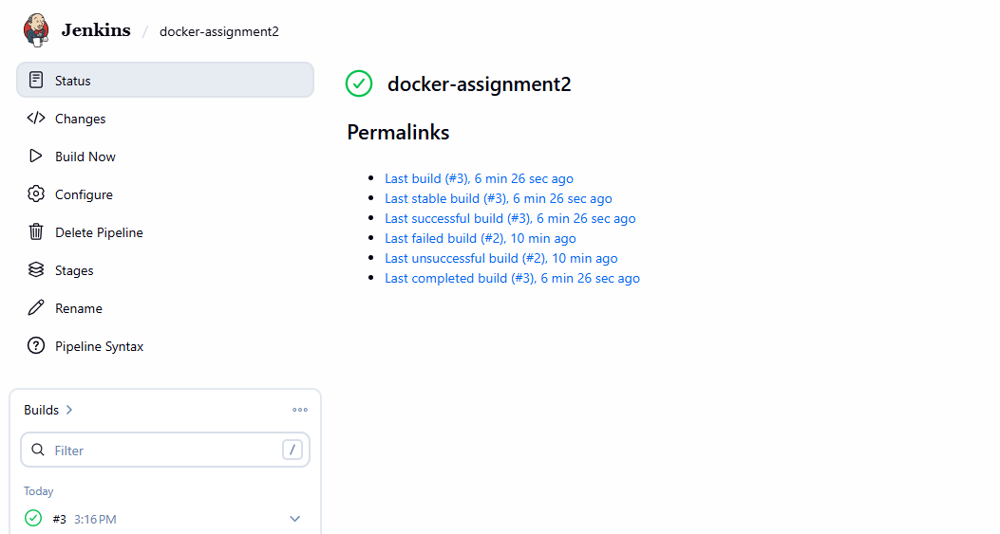 Jenkins / docker-assignment2
Status
Changes
Build Now
Configure
Delete Pipeline
Stages
Rename
Pipeline Syntax
Builds
Filter /
Today
#3 3:16 PM
docker-assignment2
Permalinks
Last build (#3), 6 min 26 sec ago
Last stable build (#3), 6 min 26 sec ago
Last successful build (#3), 6 min 26 sec ago
Last failed build (#2), 10 min ago
Last unsuccessful build (#2), 10 min ago
Last completed build (#3), 6 min 26 sec ago